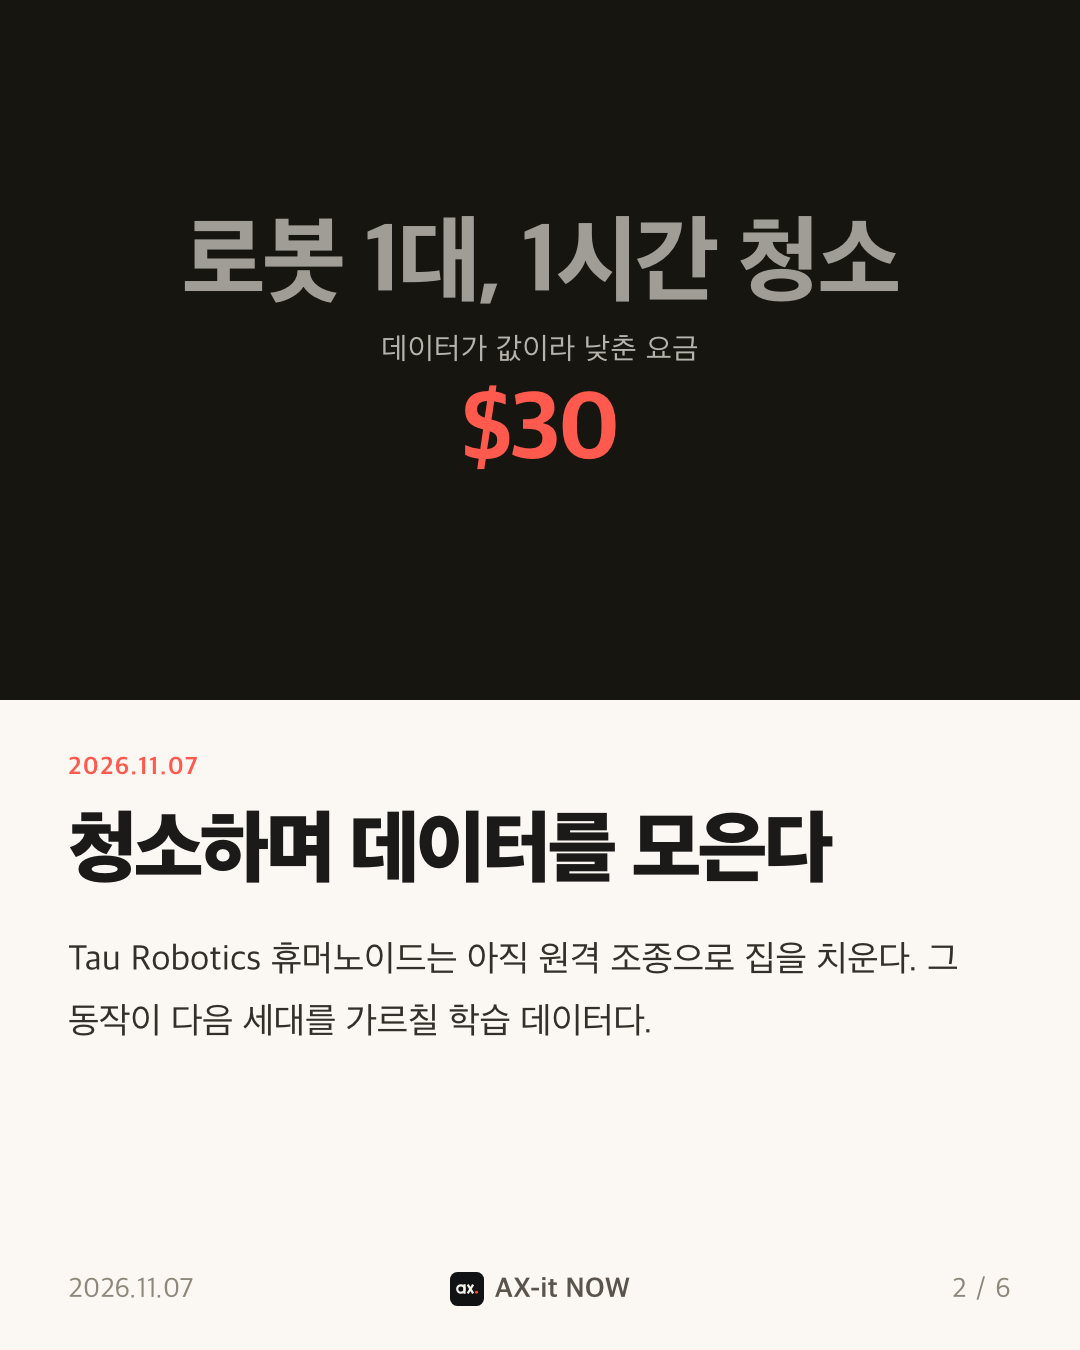 로봇 1대, 1시간 청소
데이터가 값이라 낮춘 요금
$30
2026.11.07
청소하며 데이터를 모은다
Tau Robotics 휴머노이드는 아직 원격 조종으로 집을 치운다. 그
동작이 다음 세대를 가르칠 학습 데이터다.
2026.11.07
ax. AX-it NOW
2 / 6